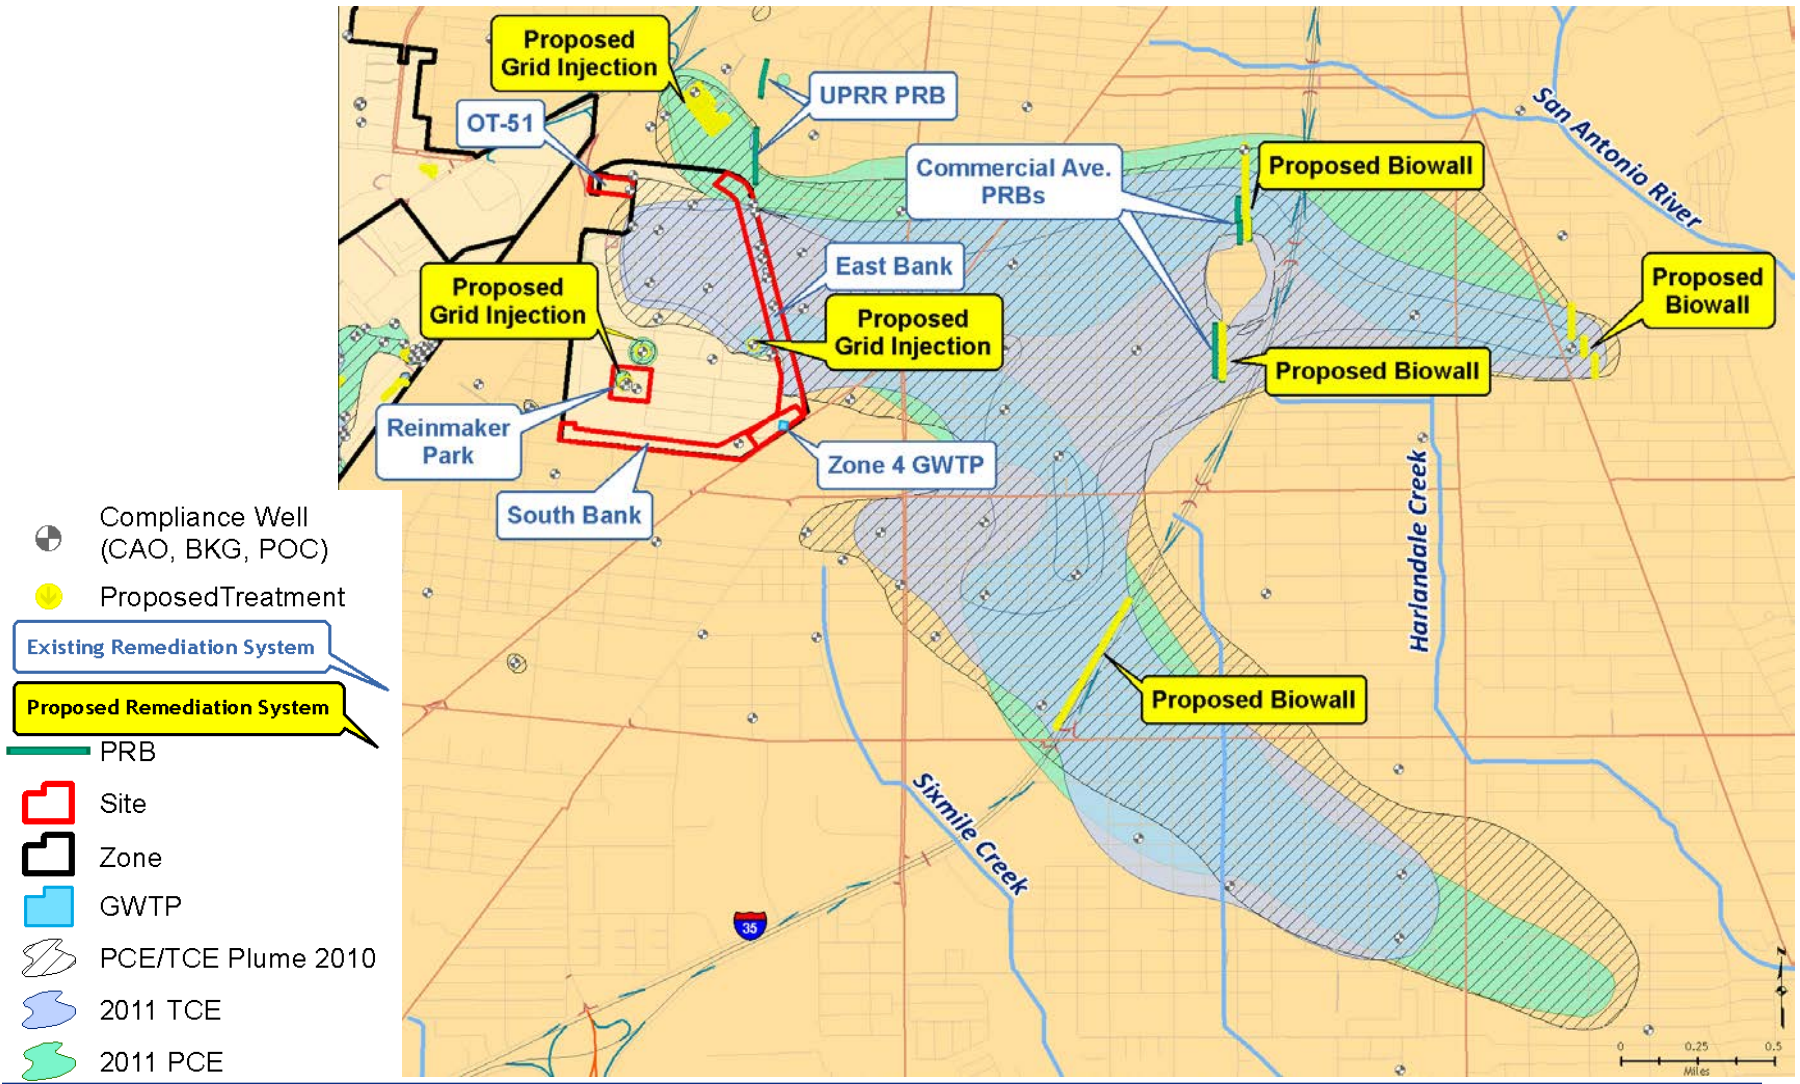 Proposed
Grid Injection
OT-51
UPRR PRB
Commercial Ave.
PRBs
Proposed Biowall
San Antonio River
East Bank
Proposed
Grid Injection
Proposed
Grid Injection
Proposed
Biowall
Proposed Biowall
Reinmaker
Park
Zone 4 GWTP
South Bank
Harlandale Creek
Proposed Biowall
Sixmile Creek
35
Compliance Well
(CAO, BKG, POC)
ProposedTreatment
Existing Remediation System
Proposed Remediation System
PRB
Site
Zone
GWTP
PCE/TCE Plume 2010
2011 TCE
2011 PCE
0 0.25 0.5
Miles